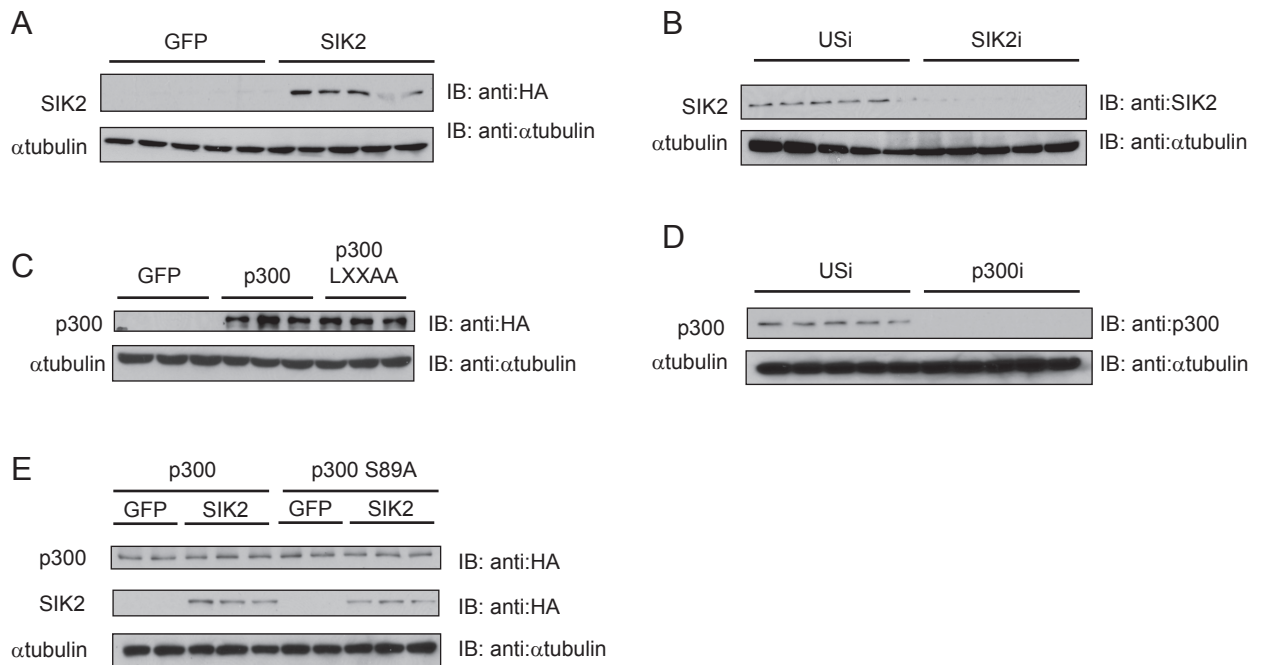 A
GFP SIK2
SIK2 IB: anti:HA
αtubulin IB: anti:αtubulin
B
USi SIK2i
SIK2 IB: anti:SIK2
αtubulin IB: anti:αtubulin
C
GFP p300 p300
LXXAA
p300 IB: anti:HA
αtubulin IB: anti:αtubulin
D
USi p300i
p300 IB: anti:p300
αtubulin IB: anti:αtubulin
E
p300 p300 S89A
GFP SIK2 GFP SIK2
p300 IB: anti:HA
SIK2 IB: anti:HA
αtubulin IB: anti:αtubulin